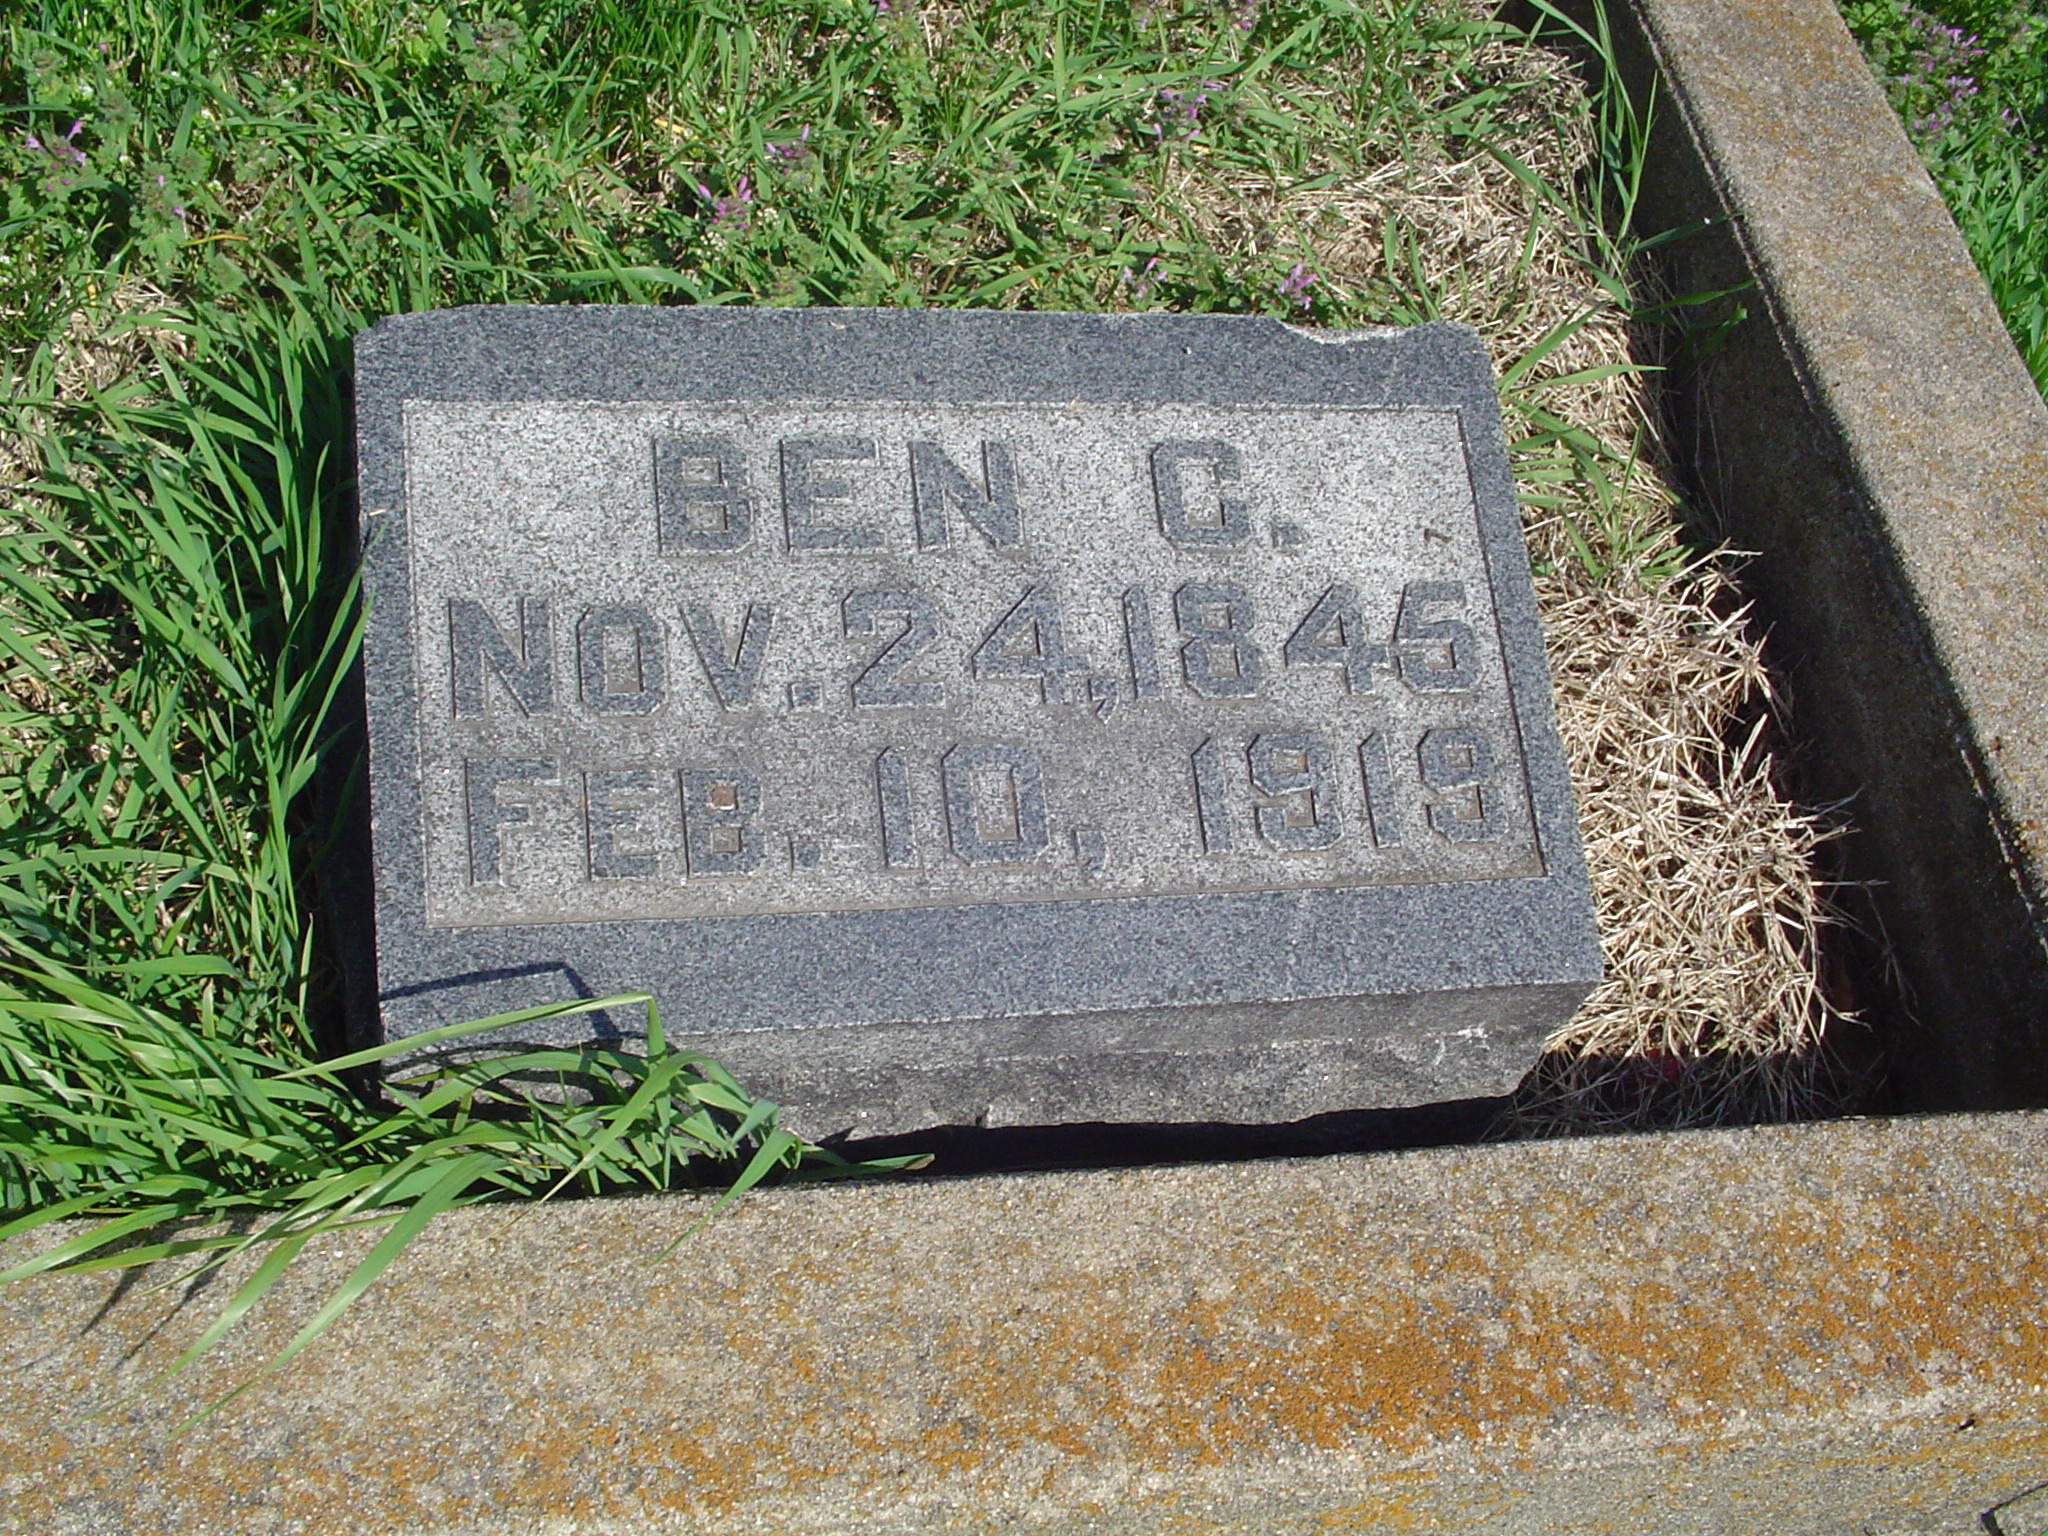 BEN C.
NOV. 24, 1845
FEB. 10, 1919